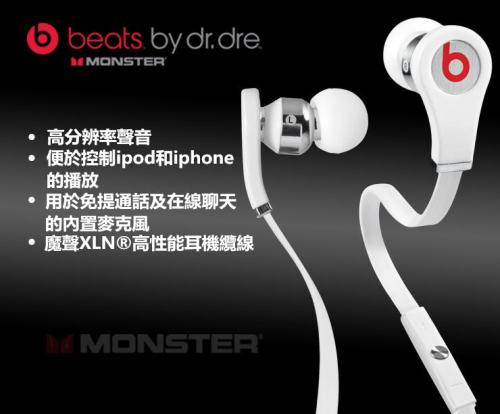 b beats by dr. dre
MONSTER
b
L
• 高分辨率聲音
• 便於控制ipod和iphone
的播放
• 用於免提通話及在線聊天
的內置麥克風
• 魔聲XLN®高性能耳機纜線
MONSTER